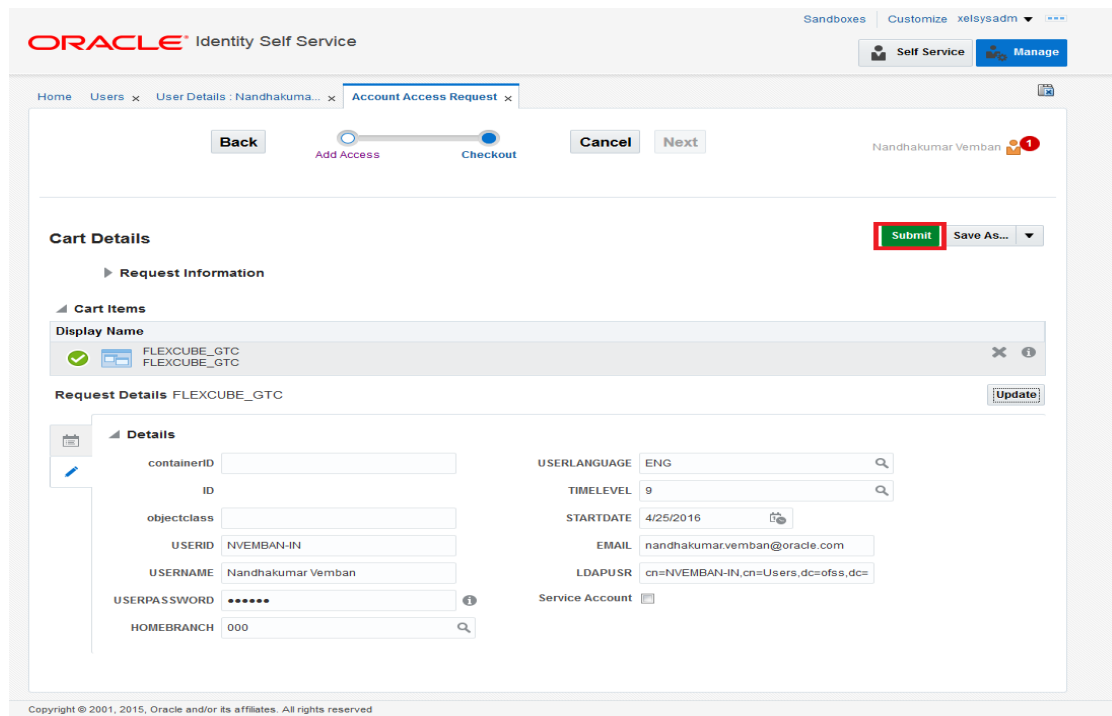 Sandboxes Customize xelsysadm
ORACLE® Identity Self Service
Self Service Manage
Home Users x User Details : Nandhakuma... x Account Access Request x
Back Add Access Checkout Cancel Next Nandhakumar Vemban 1
Cart Details Submit Save As...
Request Information
Cart Items
Display Name
FLEXCUBE_GTC
FLEXCUBE_GTC
Request Details FLEXCUBE_GTC Update
Details
containerID USERLANGUAGE ENG
ID TIMELEVEL 9
objectclass STARTDATE 4/25/2016
USERID NVEMBAN-IN EMAIL nandhakumar.vemban@oracle.com
USERNAME Nandhakumar Vemban LDAPUSR cn=NVEMBAN-IN,cn=Users,dc=ofss,dc=
USERPASSWORD •••••• Service Account
HOMEBRANCH 000
Copyright © 2001, 2015, Oracle and/or its affiliates. All rights reserved